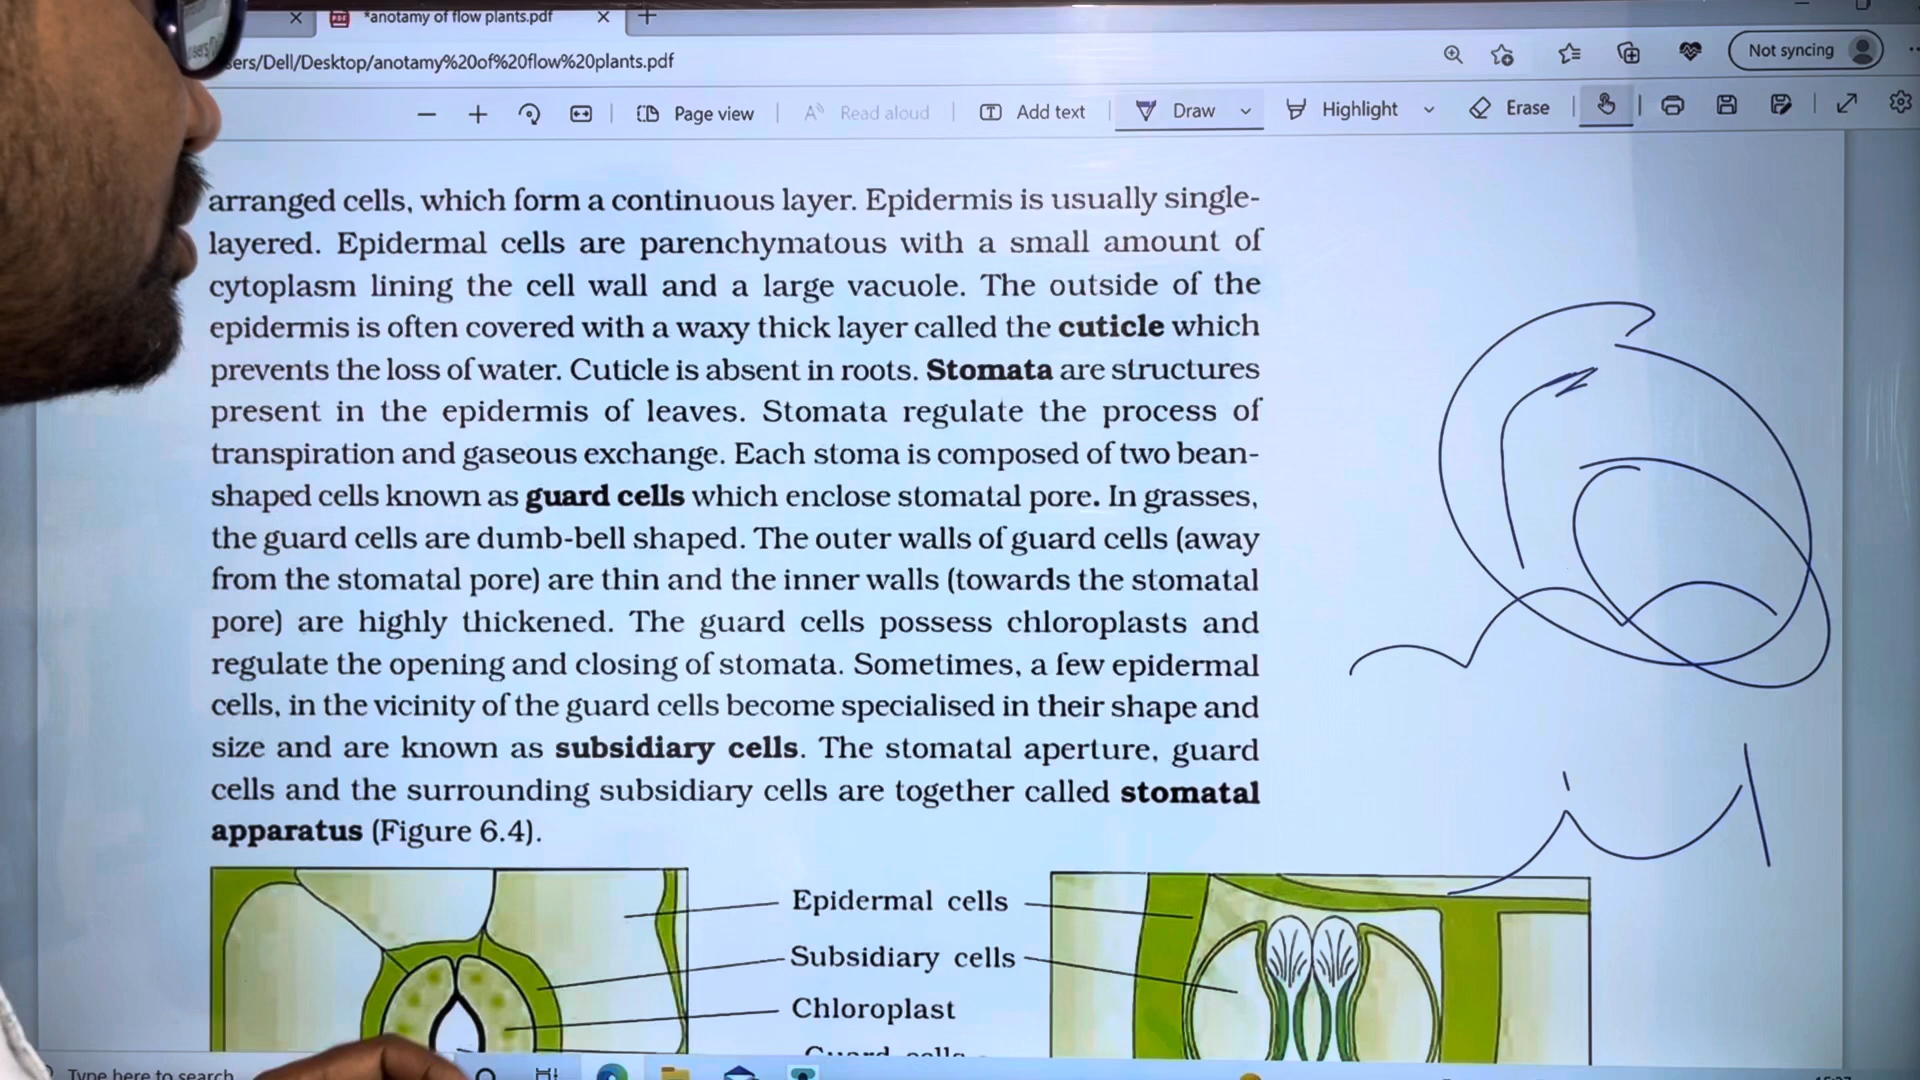 *anotamy of flow plants.pdf
ers/Dell/Desktop/anotamy%20of%20flow%20plants.pdf
Not syncing
Page view
Read aloud
Add text
Draw
Highlight
Erase
arranged cells, which form a continuous layer. Epidermis is usually single-
layered. Epidermal cells are parenchymatous with a small amount of
cytoplasm lining the cell wall and a large vacuole. The outside of the
epidermis is often covered with a waxy thick layer called the cuticle which
prevents the loss of water. Cuticle is absent in roots. Stomata are structures
present in the epidermis of leaves. Stomata regulate the process of
transpiration and gaseous exchange. Each stoma is composed of two bean-
shaped cells known as guard cells which enclose stomatal pore. In grasses,
the guard cells are dumb-bell shaped. The outer walls of guard cells (away
from the stomatal pore) are thin and the inner walls (towards the stomatal
pore) are highly thickened. The guard cells possess chloroplasts and
regulate the opening and closing of stomata. Sometimes, a few epidermal
cells, in the vicinity of the guard cells become specialised in their shape and
size and are known as subsidiary cells. The stomatal aperture, guard
cells and the surrounding subsidiary cells are together called stomatal
apparatus (Figure 6.4).
Epidermal cells
Subsidiary cells
Chloroplast
Guard cells
Type here to search